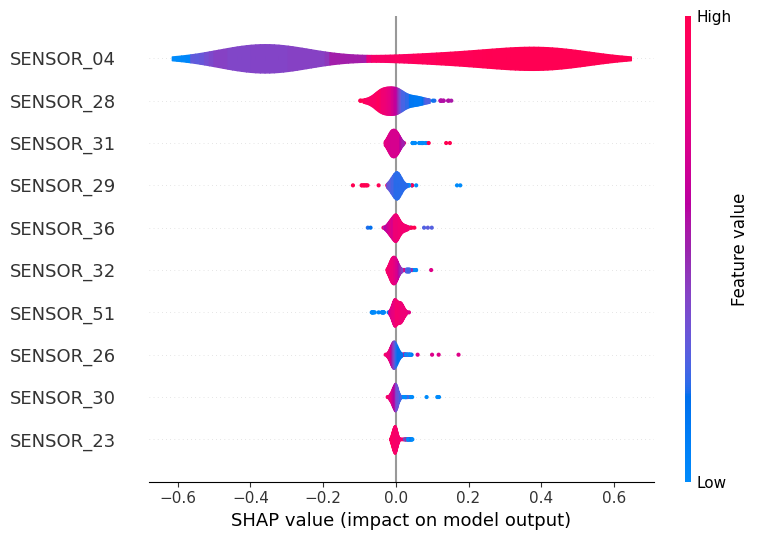 High
SENSOR_04
SENSOR_28
SENSOR_31
SENSOR_29
SENSOR_36
SENSOR_32
SENSOR_51
SENSOR_26
SENSOR_30
SENSOR_23
Feature value
Low
−0.6 −0.4 −0.2 0.0 0.2 0.4 0.6
SHAP value (impact on model output)